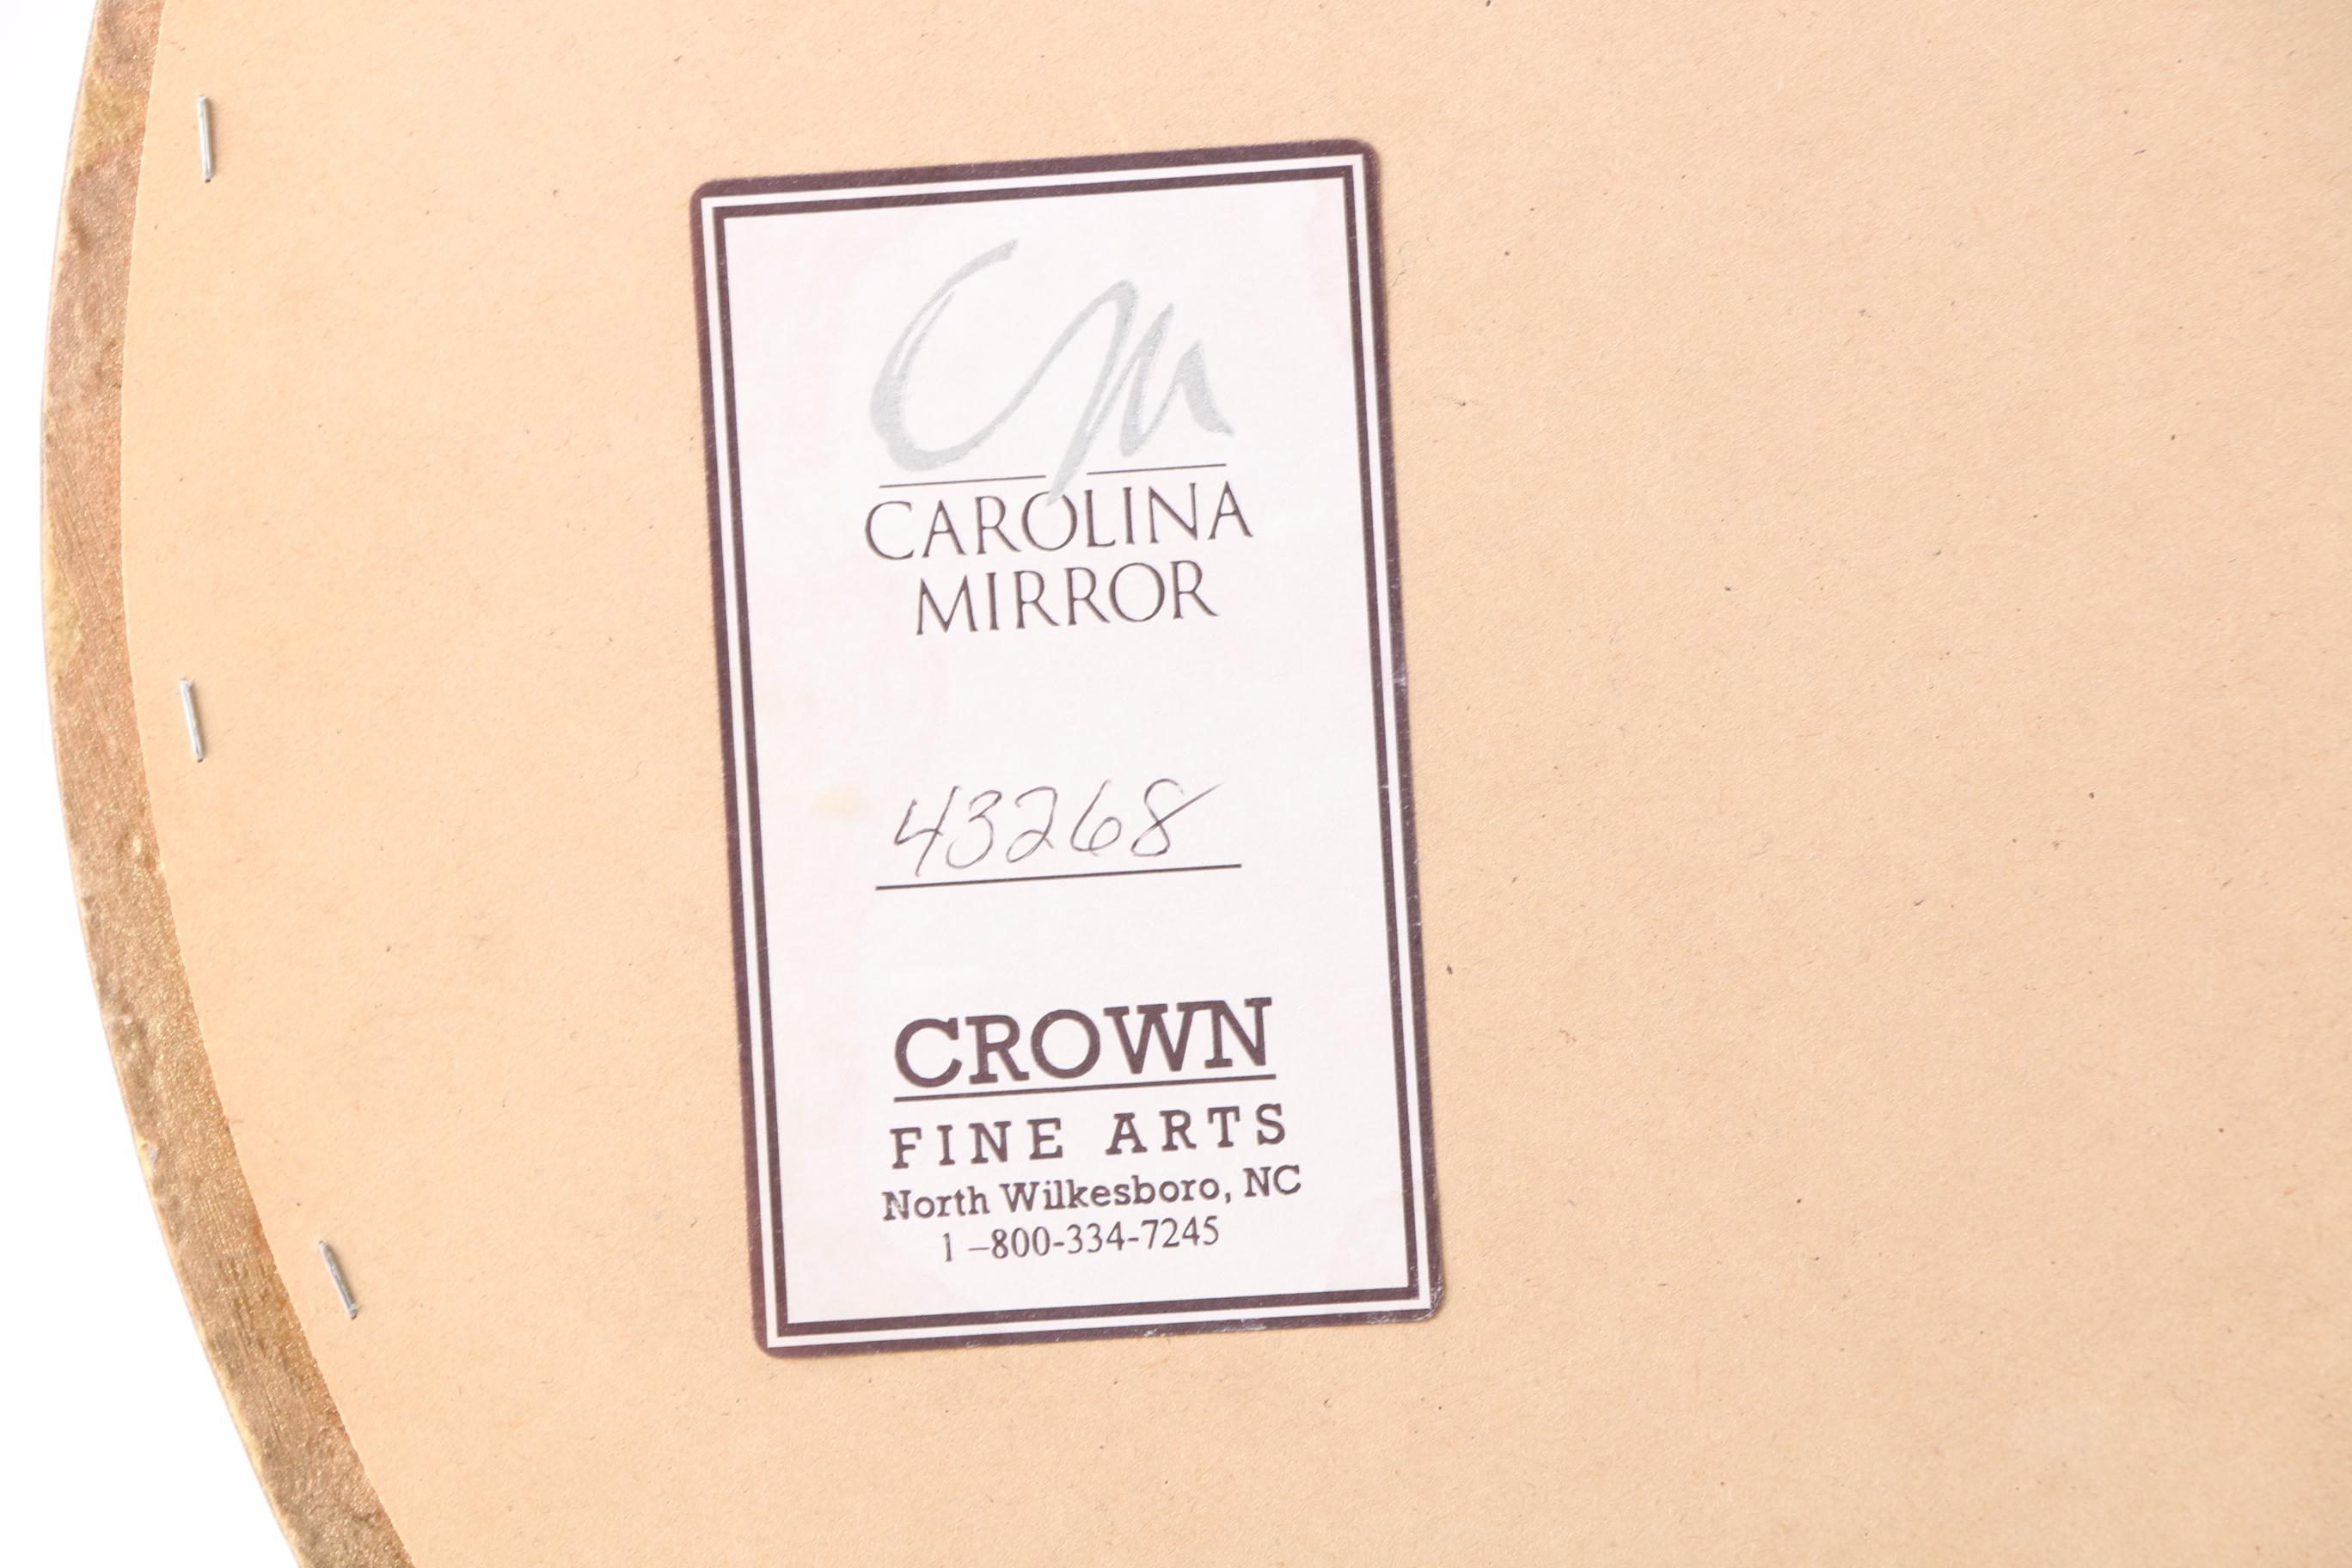 CM
CAROLINA
MIRROR
43268
CROWN
FINE ARTS
North Wilkesboro, NC
1-800-334-7245